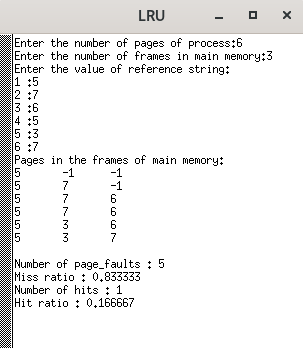 LRU
Enter the number of pages of process:6
Enter the number of frames in main memory:3
Enter the value of reference string:
1 :5
2 :7
3 :6
4 :5
5 :3
6 :7
Pages in the frames of main memory:
5 -1 -1
5 7 -1
5 7 6
5 7 6
5 3 6
5 3 7
Number of page_faults : 5
Miss ratio : 0.833333
Number of hits : 1
Hit ratio : 0.166667